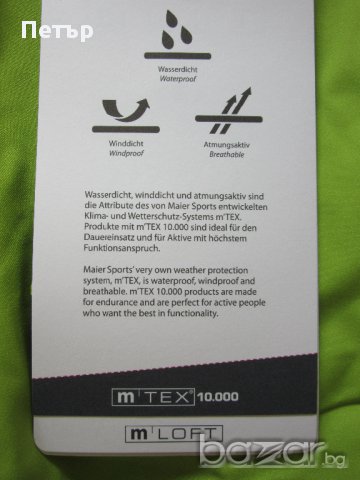 Петър
Wasserdicht
Waterproof
Winddicht
Windproof
Atmungsaktiv
Breathable
Wasserdicht, winddicht und atmungsaktiv sind
die Attribute des von Maier Sports entwickelten
Klima- und Wetterschutz-Systems m'TEX.
Produkte mit m'TEX 10.000 sind ideal für den
Dauereinsatz und für Aktive mit höchstem
Funktionsanspruch.
Maier Sports' very own weather protection
system, m'TEX, is waterproof, windproof and
breathable. m'TEX 10.000 products are made
for endurance and are perfect for active people
who want the best in functionality.
m'TEX® 10.000
m'LOFT
bazar.bg